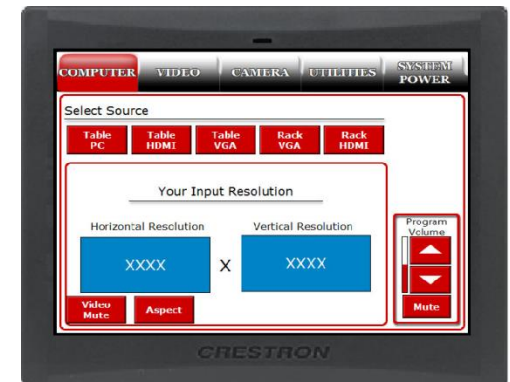 COMPUTER VIDEO CAMERA UTILITIES SYSTEM
POWER
Select Source
Table Table Table Rack Rack
PC HDMI VGA VGA HDMI
Your Input Resolution
Horizontal Resolution Vertical Resolution
XXXX X XXXX
Program
Volume
Video
Mute
Aspect
Mute
CRESTRON